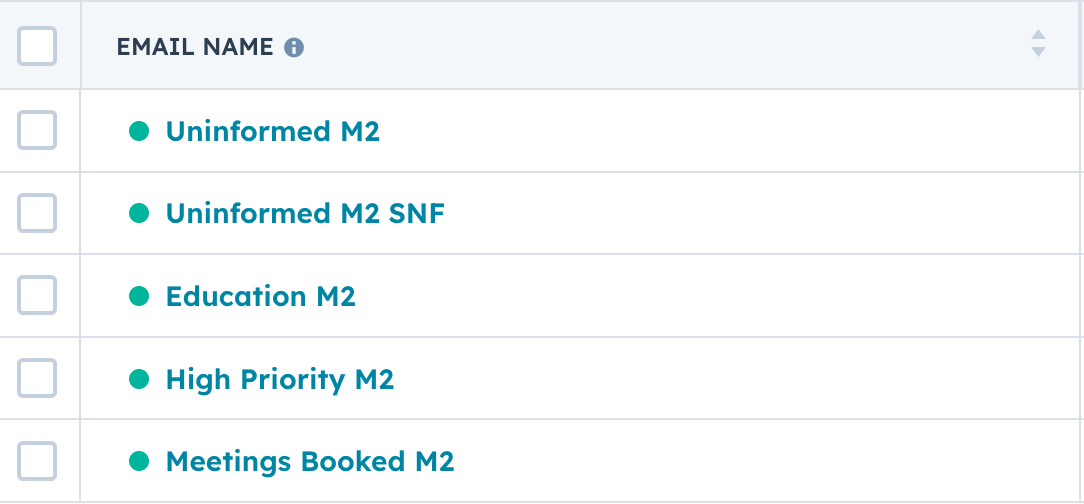 EMAIL NAME
Uninformed M2
Uninformed M2 SNF
Education M2
High Priority M2
Meetings Booked M2